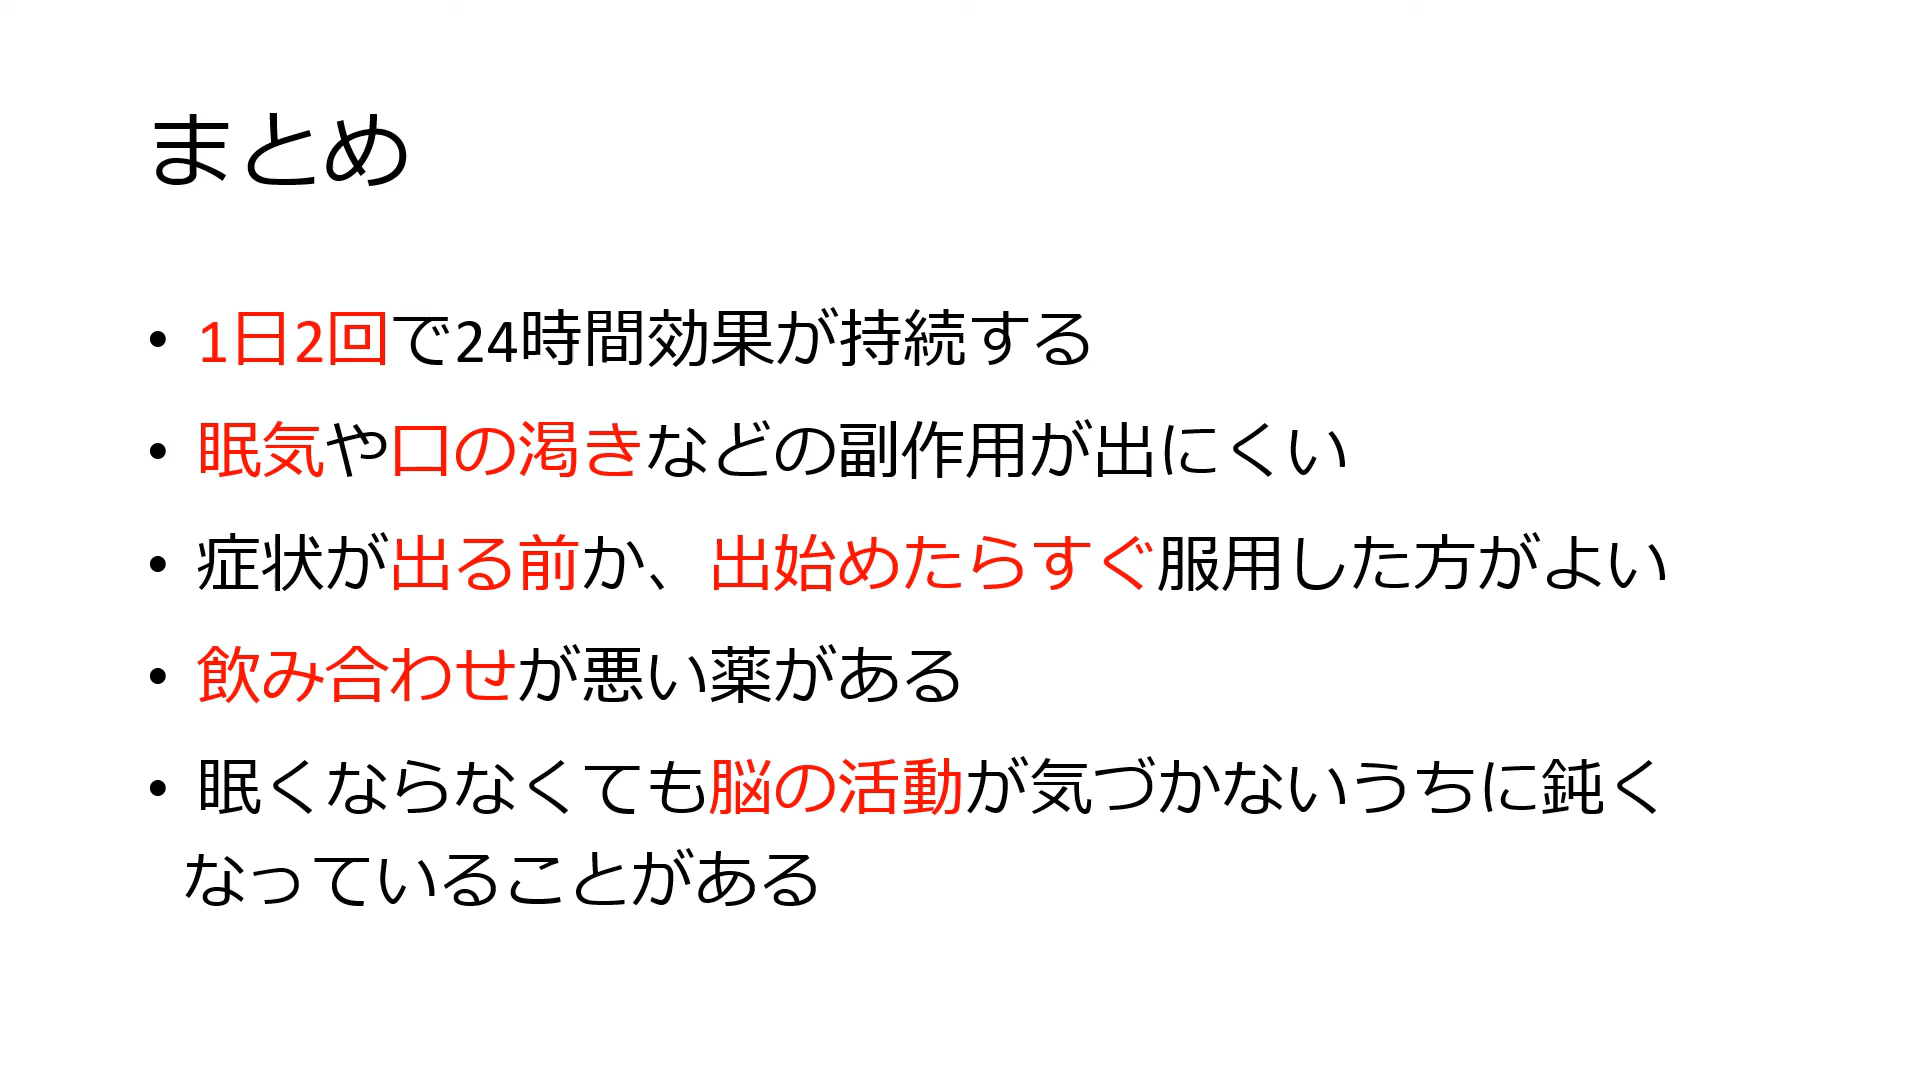 まとめ
• 1日2回で24時間効果が持続する
• 眠気や口の渇きなどの副作用が出にくい
• 症状が出る前か、出始めたらすぐ服用した方がよい
• 飲み合わせが悪い薬がある
• 眠くならなくても脳の活動が気づかないうちに鈍く
なっていることがある